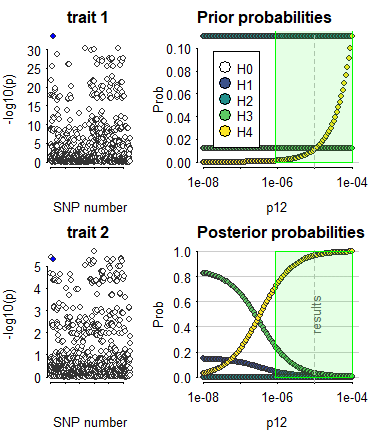 trait 1
-log10(p)
30
25
20
15
10
5
0
SNP number
Prior probabilities
Prob
0.10
0.08
0.06
0.04
0.02
0.00
H0
H1
H2
H3
H4
1e-08
1e-06
1e-04
p12
trait 2
-log10(p)
5
4
3
2
1
0
SNP number
Posterior probabilities
Prob
1.0
0.8
0.6
0.4
0.2
0.0
results
1e-08
1e-06
1e-04
p12